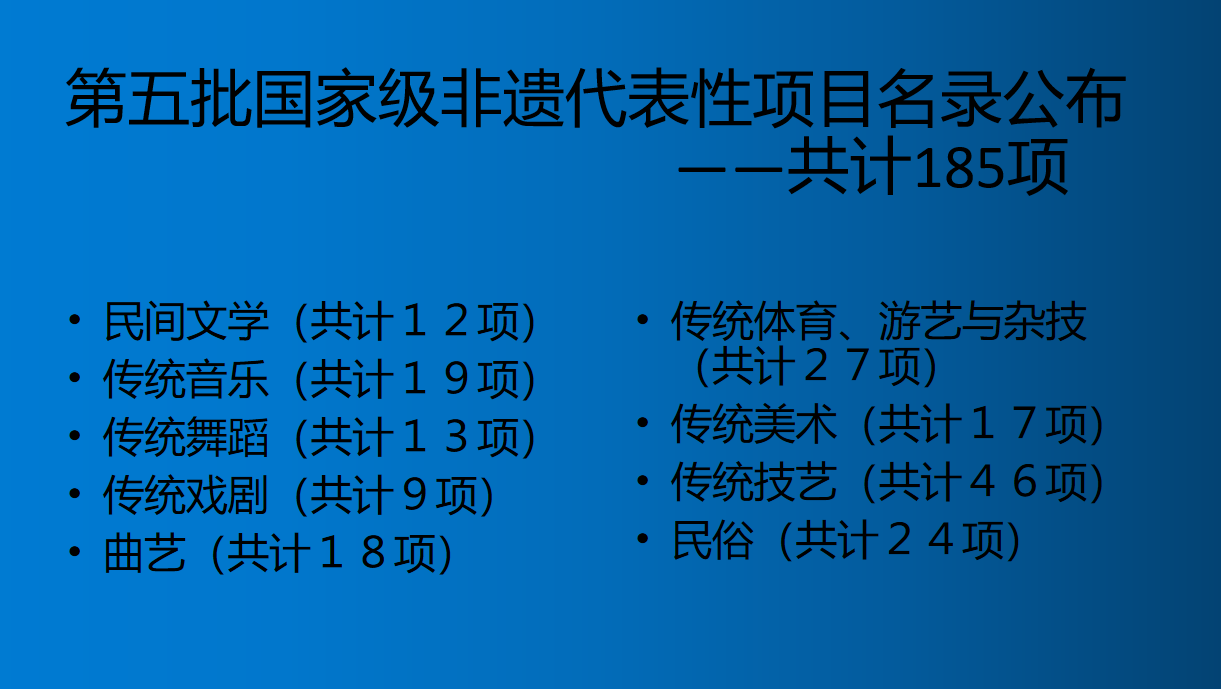 第五批国家级非遗代表性项目名录公布
——共计185项
• 民间文学（共计１２项）
• 传统音乐（共计１９项）
• 传统舞蹈（共计１３项）
• 传统戏剧（共计９项）
• 曲艺（共计１８项）
• 传统体育、游艺与杂技
（共计２７项）
• 传统美术（共计１７项）
• 传统技艺（共计４６项）
• 民俗（共计２４项）